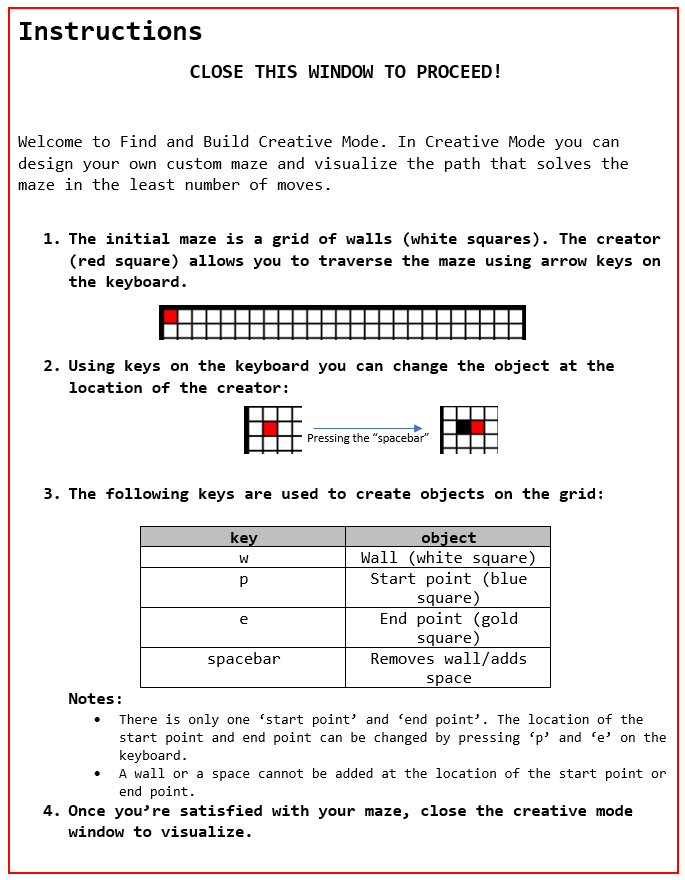 Instructions
CLOSE THIS WINDOW TO PROCEED!
Welcome to Find and Build Creative Mode. In Creative Mode you can
design your own custom maze and visualize the path that solves the
maze in the least number of moves.
1. The initial maze is a grid of walls (white squares). The creator
(red square) allows you to traverse the maze using arrow keys on
the keyboard.
2. Using keys on the keyboard you can change the object at the
location of the creator:
Pressing the “spacebar”
3. The following keys are used to create objects on the grid:
key object
w Wall (white square)
p Start point (blue
square)
e End point (gold
square)
spacebar Removes wall/adds
space
Notes:
• There is only one ‘start point’ and ‘end point’. The location of the
start point and end point can be changed by pressing ‘p’ and ‘e’ on the
keyboard.
• A wall or a space cannot be added at the location of the start point or
end point.
4. Once you’re satisfied with your maze, close the creative mode
window to visualize.